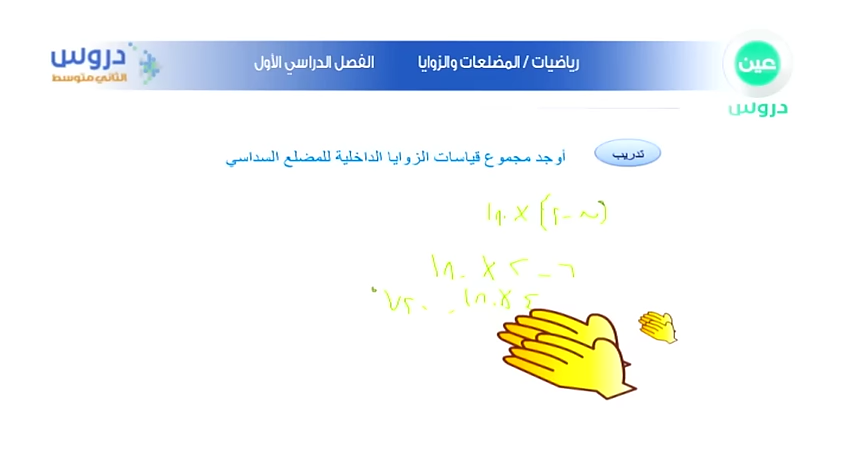 رياضيات / المضلعات والزوايا الفصل الدراسي الأول
عين
دروس
دروس
الثاني متوسط
تدريب أوجد مجموع قياسات الزوايا الداخلية للمضلع السداسي
(ن – ٢) × ١٨٠
٦ – ٢ × ١٨٠
× ١٨٠ ٧٢٠°